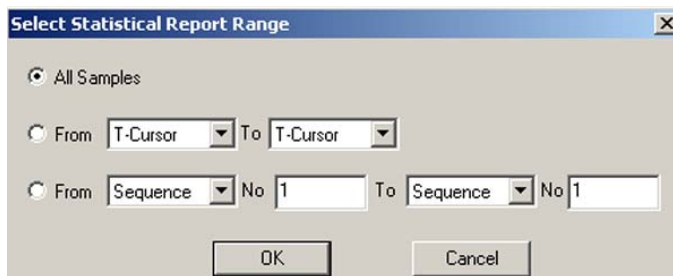 Select Statistical Report Range
All Samples
From T-Cursor To T-Cursor
From Sequence No 1 To Sequence No 1
OK Cancel